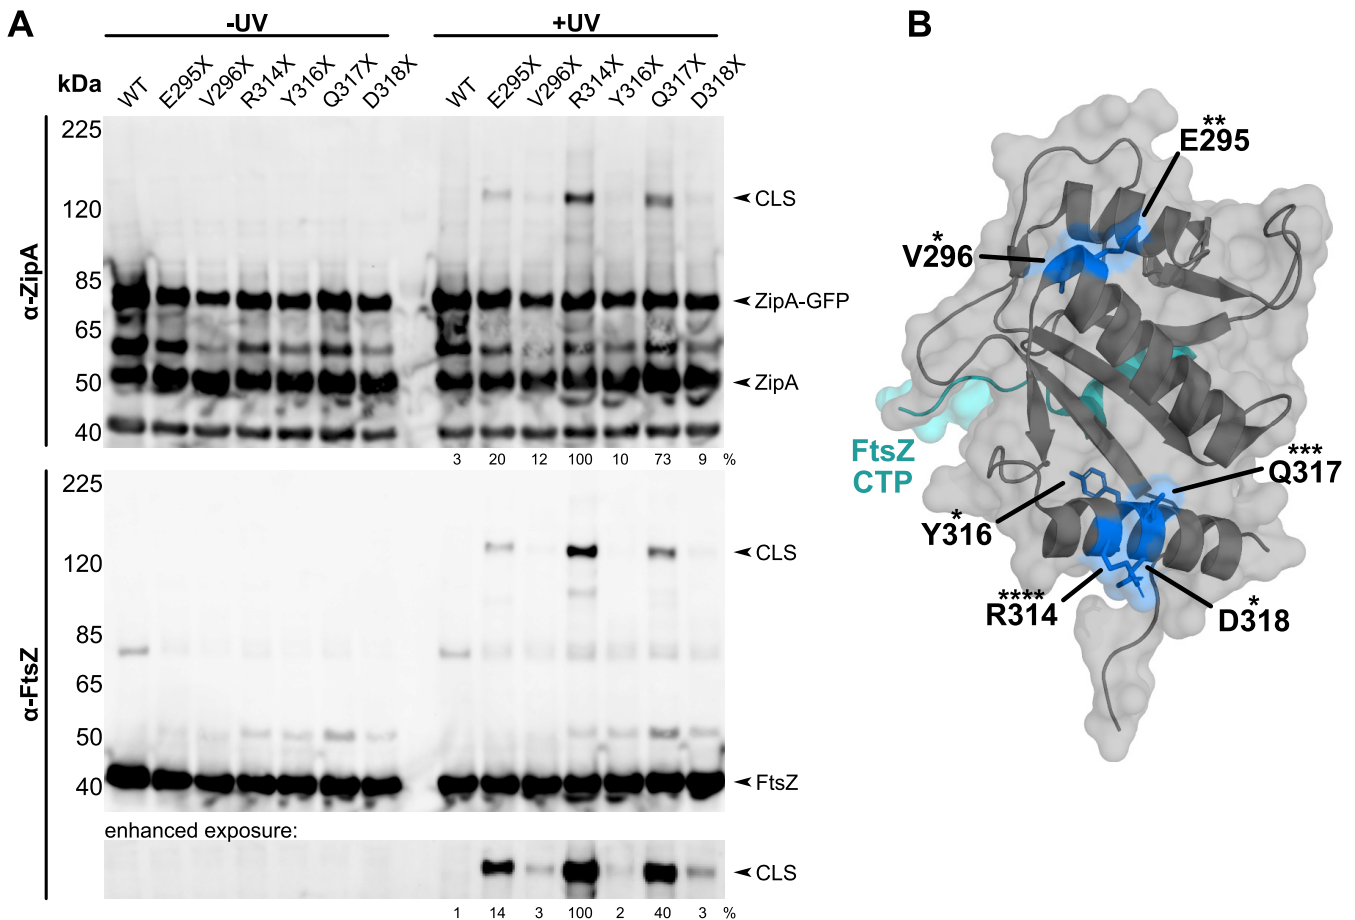 A
-UV
+UV
kDa
WT
E295X
V296X
R314X
Y316X
Q317X
D318X
WT
E295X
V296X
R314X
Y316X
Q317X
D318X
α-ZipA
225
120
85
65
50
40
CLS
ZipA-GFP
ZipA
3 20 12 100 10 73 9 %
α-FtsZ
225
120
85
65
50
40
CLS
FtsZ
enhanced exposure:
CLS
1 14 3 100 2 40 3 %
B
**
E295
*
V296
FtsZ
CTP
***
Q317
*
Y316
****
R314
*
D318